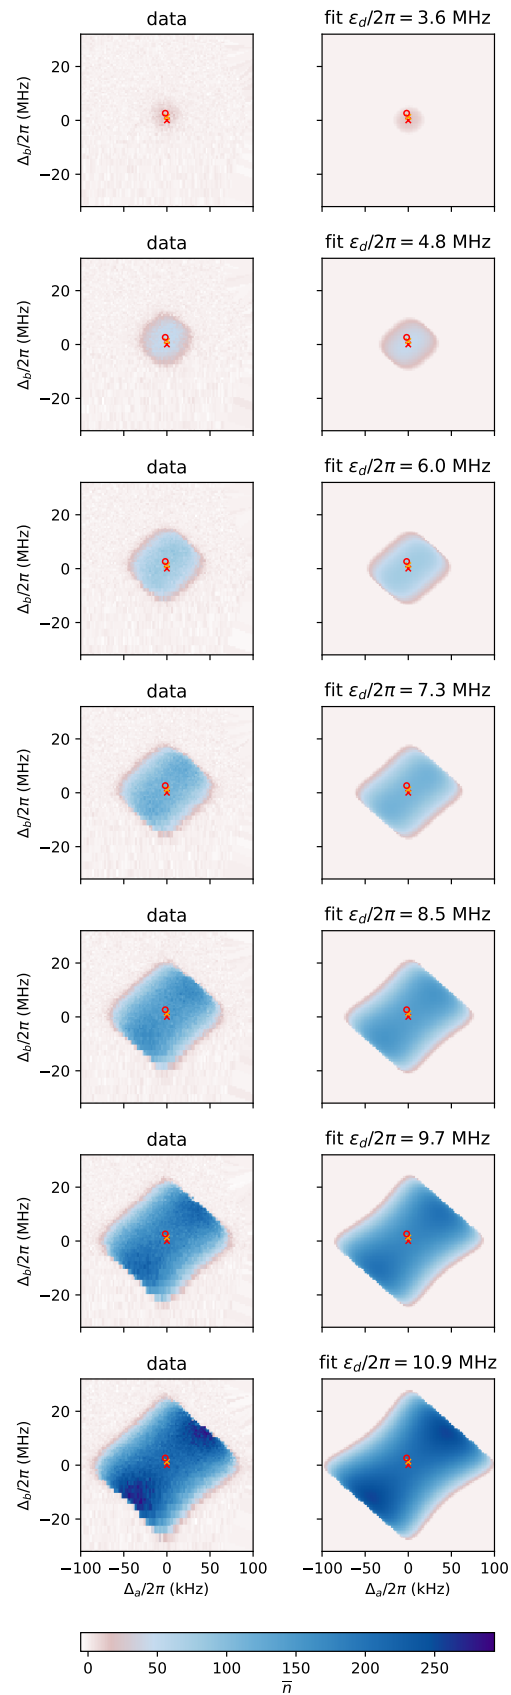 data fit ε_d/2π = 3.6 MHz
Δ_b/2π (MHz)
20
0
−20
data fit ε_d/2π = 4.8 MHz
Δ_b/2π (MHz)
20
0
−20
data fit ε_d/2π = 6.0 MHz
Δ_b/2π (MHz)
20
0
−20
data fit ε_d/2π = 7.3 MHz
Δ_b/2π (MHz)
20
0
−20
data fit ε_d/2π = 8.5 MHz
Δ_b/2π (MHz)
20
0
−20
data fit ε_d/2π = 9.7 MHz
Δ_b/2π (MHz)
20
0
−20
data fit ε_d/2π = 10.9 MHz
Δ_b/2π (MHz)
20
0
−20
−100 −50 0 50 100 −100 −50 0 50 100
Δ_a/2π (kHz) Δ_a/2π (kHz)
0 50 100 150 200 250
n̅